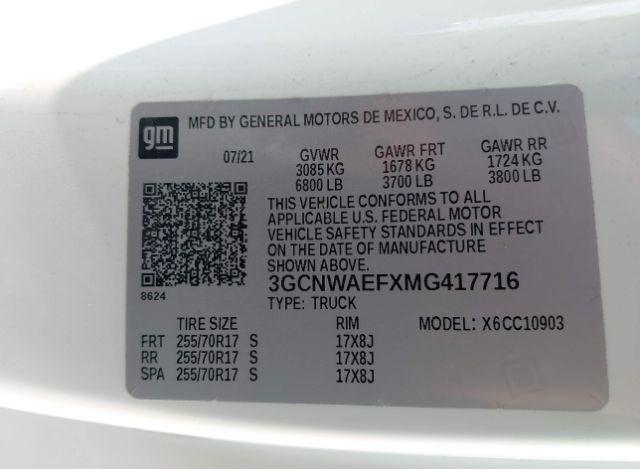 gm
MFD BY GENERAL MOTORS DE MEXICO, S. DE R.L. DE C.V.
07/21 GVWR GAWR FRT GAWR RR
3085 KG 1678 KG 1724 KG
6800 LB 3700 LB 3800 LB
THIS VEHICLE CONFORMS TO ALL
APPLICABLE U.S. FEDERAL MOTOR
VEHICLE SAFETY STANDARDS IN EFFECT
ON THE DATE OF MANUFACTURE
SHOWN ABOVE.
8624
3GCNWAEFXMG417716
TYPE: TRUCK
TIRE SIZE RIM MODEL: X6CC10903
FRT 255/70R17 S 17X8J
RR 255/70R17 S 17X8J
SPA 255/70R17 S 17X8J